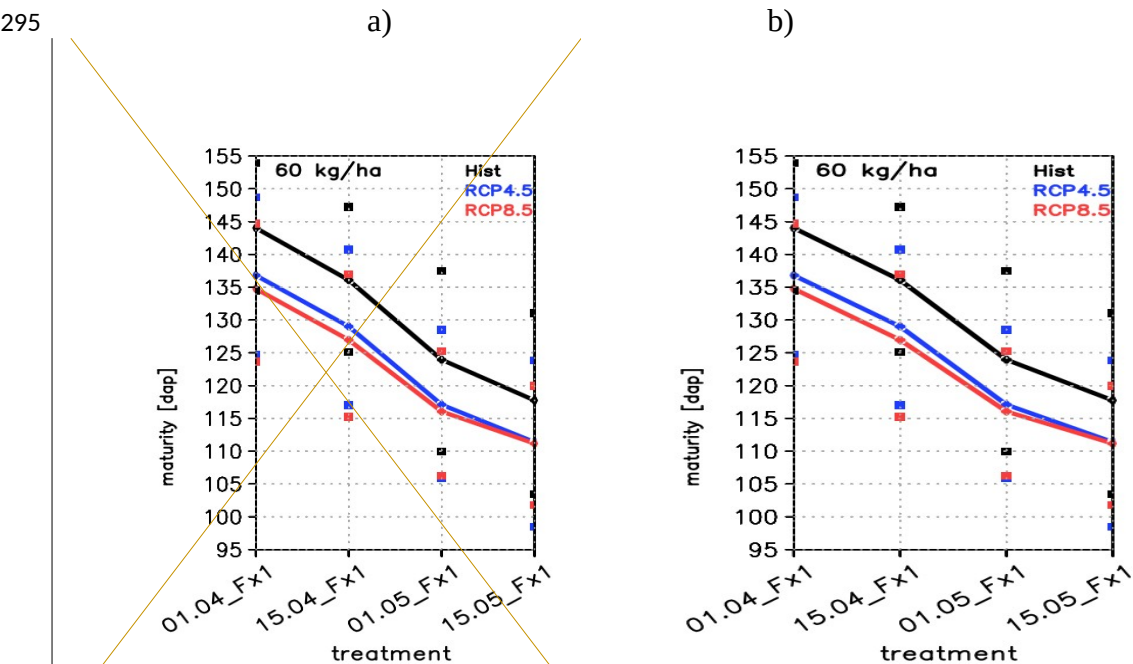 295
a)
b)
60 kg/ha
Hist
RCP4.5
RCP8.5
155
150
145
140
135
130
125
120
115
110
105
100
95
maturity [dap]
01.04_Fx1
15.04_Fx1
01.05_Fx1
15.05_Fx1
treatment
60 kg/ha
Hist
RCP4.5
RCP8.5
155
150
145
140
135
130
125
120
115
110
105
100
95
maturity [dap]
01.04_Fx1
15.04_Fx1
01.05_Fx1
15.05_Fx1
treatment